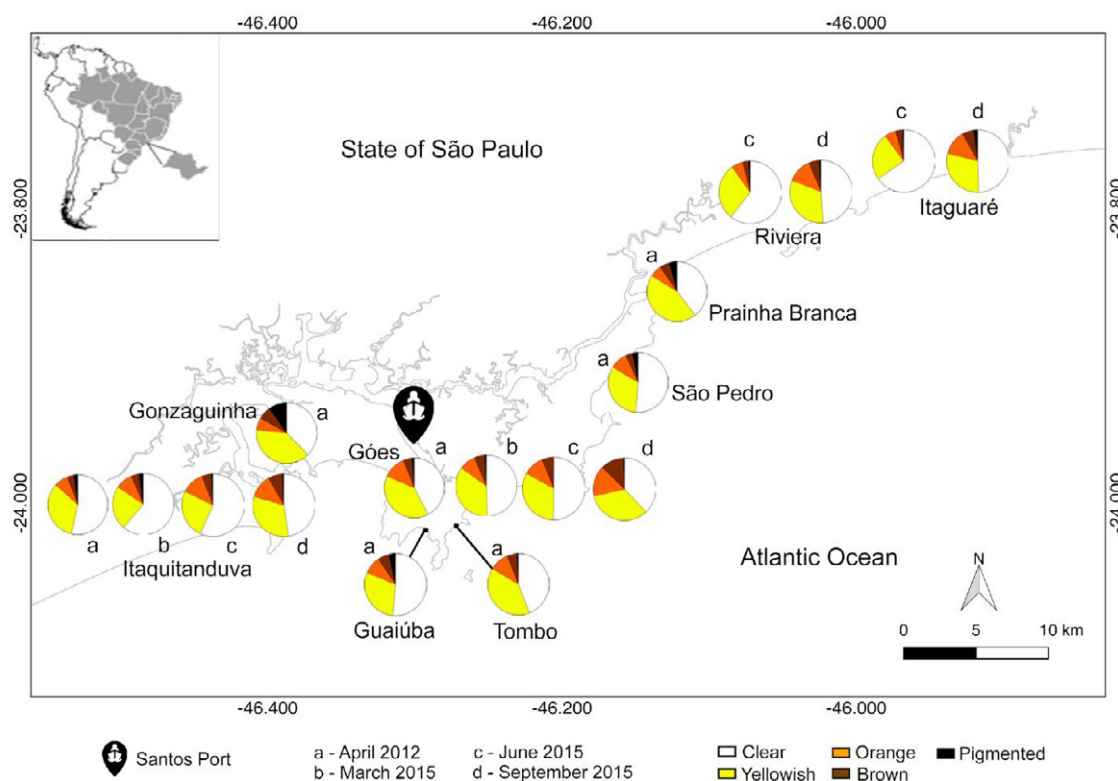 -46.400 -46.200 -46.000
State of São Paulo
c d c d
-23.800 -23.800
Itaguaré
Riviera
a
Prainha Branca
a
São Pedro
Gonzaguinha a
Góes a b c d
-24.000 -24.000
a b c d
Itaquitanduva
Atlantic Ocean
N
a a
Guaiúba Tombo
0 5 10 km
-46.400 -46.200 -46.000
Santos Port a - April 2012 c - June 2015 Clear Orange Pigmented
b - March 2015 d - September 2015 Yellowish Brown